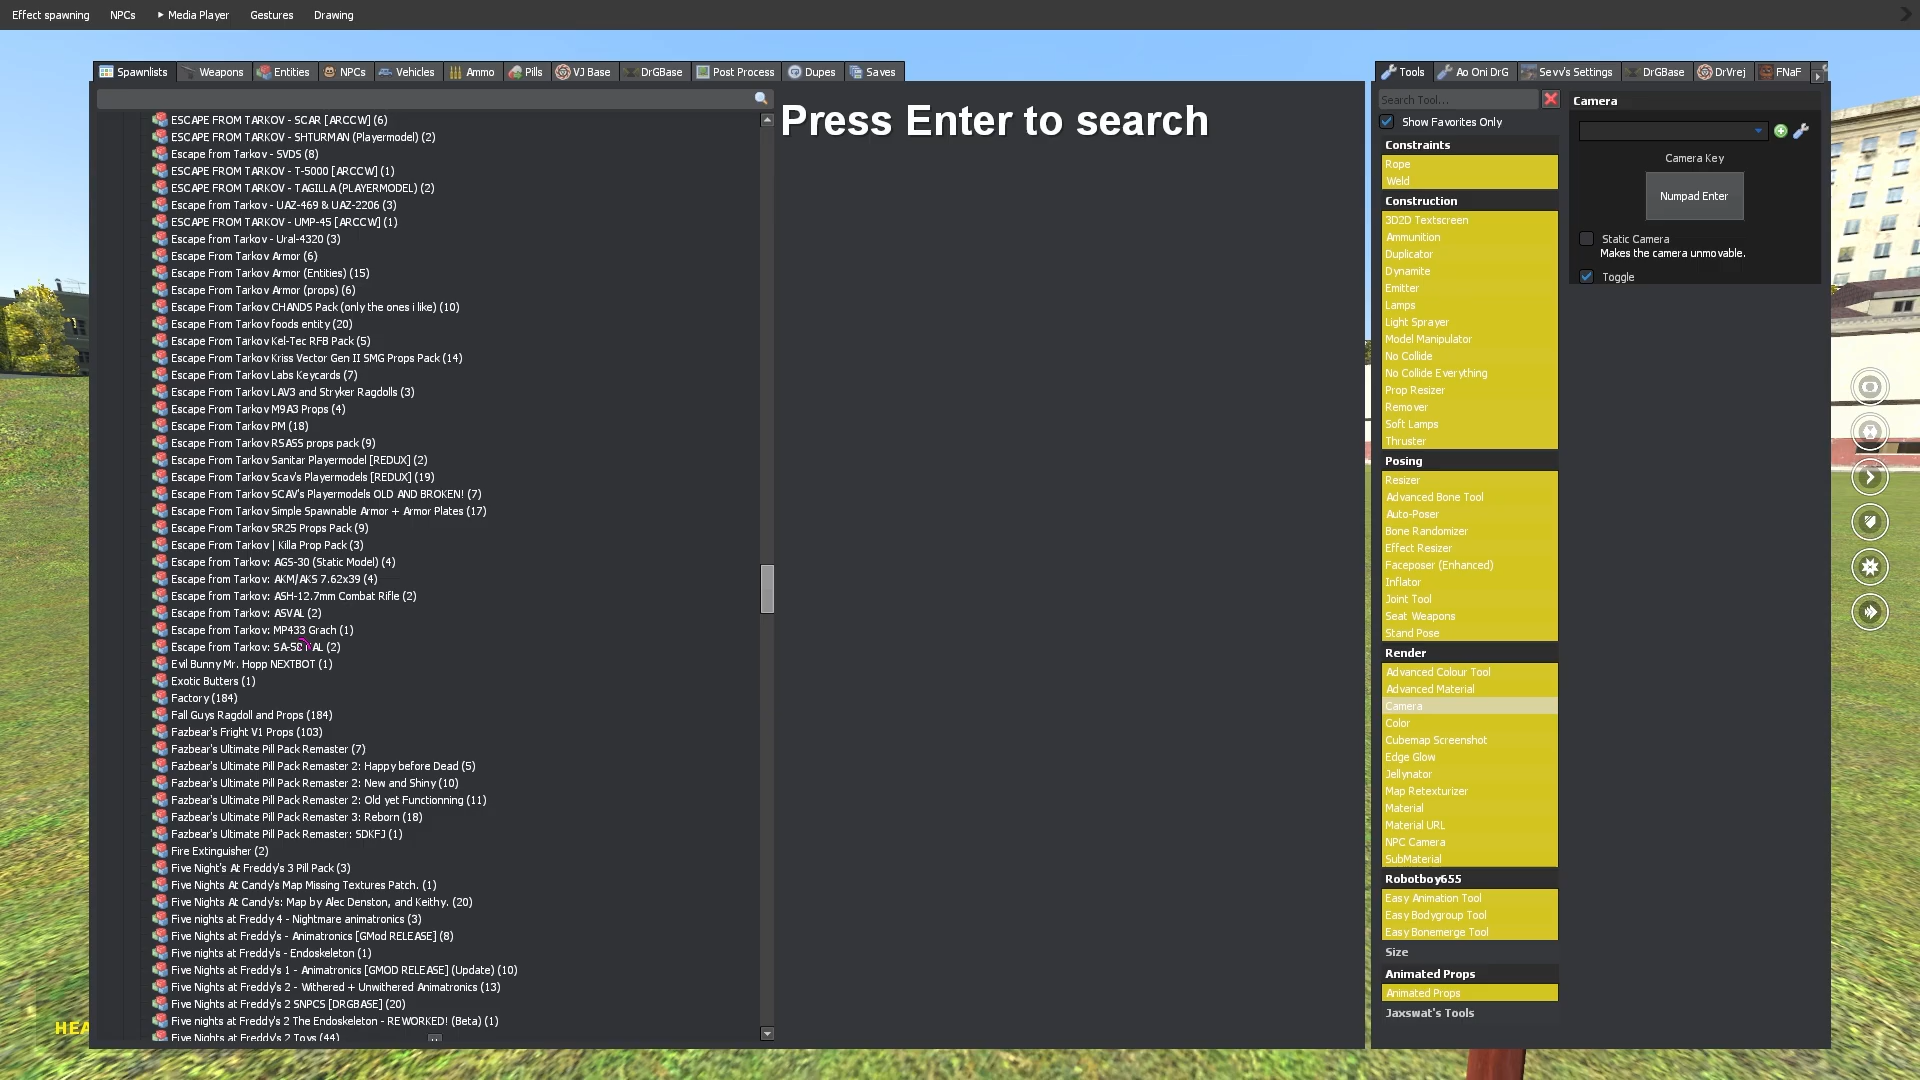 Effect spawning NPCs Media Player Gestures Drawing
Spawnlists Weapons Entities NPCs Vehicles Ammo Pills VJ Base DrGBase Post Process Dupes Saves
Press Enter to search
ESCAPE FROM TARKOV - SCAR [ARCCW] (6)
ESCAPE FROM TARKOV - SHTURMAN (Playermodel) (2)
Escape from Tarkov - SVDS (8)
ESCAPE FROM TARKOV - T-5000 [ARCCW] (1)
ESCAPE FROM TARKOV - TAGILLA (PLAYERMODEL) (2)
Escape from Tarkov - UAZ-469 & UAZ-2206 (3)
ESCAPE FROM TARKOV - UMP-45 [ARCCW] (1)
Escape from Tarkov - Ural-4320 (3)
Escape From Tarkov Armor (6)
Escape From Tarkov Armor (Entities) (15)
Escape From Tarkov Armor (props) (6)
Escape From Tarkov CHANDS Pack (only the ones i like) (10)
Escape From Tarkov foods entity (20)
Escape From Tarkov Kel-Tec RFB Pack (5)
Escape From Tarkov Kriss Vector Gen II SMG Props Pack (14)
Escape From Tarkov Labs Keycards (7)
Escape From Tarkov LAV3 and Stryker Ragdolls (3)
Escape From Tarkov M9A3 Props (4)
Escape From Tarkov PM (18)
Escape From Tarkov RSASS props pack (9)
Escape From Tarkov Sanitar Playermodel [REDUX] (2)
Escape From Tarkov Scav's Playermodels [REDUX] (19)
Escape From Tarkov SCAV's Playermodels OLD AND BROKEN! (7)
Escape From Tarkov Simple Spawnable Armor + Armor Plates (17)
Escape From Tarkov SR25 Props Pack (9)
Escape From Tarkov | Killa Prop Pack (3)
Escape from Tarkov: AGS-30 (Static Model) (4)
Escape from Tarkov: AKM/AKS 7.62x39 (4)
Escape from Tarkov: ASH-12.7mm Combat Rifle (2)
Escape from Tarkov: ASVAL (2)
Escape from Tarkov: MP433 Grach (1)
Escape from Tarkov: (2)
Evil Bunny Mr. Hopp NEXTBOT (1)
Exotic Butters (1)
Factory (184)
Fall Guys Ragdoll and Props (184)
Fazbear's Fright V1 Props (103)
Fazbear's Ultimate Pill Pack Remaster (7)
Fazbear's Ultimate Pill Pack Remaster 2: Happy before Dead (5)
Fazbear's Ultimate Pill Pack Remaster 2: New and Shiny (10)
Fazbear's Ultimate Pill Pack Remaster 2: Old yet Functionning (11)
Fazbear's Ultimate Pill Pack Remaster 3: Reborn (18)
Fazbear's Ultimate Pill Pack Remaster: SDKFJ (1)
Fire Extinguisher (2)
Five Night's At Freddy's 3 Pill Pack (3)
Five Nights At Candy's Map Missing Textures Patch. (1)
Five Nights At Candy's: Map by Alec Denston, and Keithy. (20)
Five nights at Freddy 4 - Nightmare animatronics (3)
Five Nights at Freddy's - Animatronics [GMod RELEASE] (8)
Five nights at Freddy's - Endoskeleton (1)
Five Nights at Freddy's 1 - Animatronics [GMOD RELEASE] (Update) (10)
Five Nights at Freddy's 2 - Withered + Unwithered Animatronics (13)
Five Nights at Freddy's 2 SNPCS [DRGBASE] (20)
Five nights at Freddy's 2 The Endoskeleton - REWORKED! (Beta) (1)
Five Nights at Freddy's 2 Toys (44)
HEA
Tools Ao Oni DrG Sevv's Settings DrGBase DrVrej FNaF
Search Tool...
Show Favorites Only
Constraints
Rope
Weld
Construction
3D2D Textscreen
Ammunition
Duplicator
Dynamite
Emitter
Lamps
Light Sprayer
Model Manipulator
No Collide
No Collide Everything
Prop Resizer
Remover
Soft Lamps
Thruster
Posing
Resizer
Advanced Bone Tool
Auto-Poser
Bone Randomizer
Effect Resizer
Faceposer (Enhanced)
Inflator
Joint Tool
Seat Weapons
Stand Pose
Render
Advanced Colour Tool
Advanced Material
Camera
Color
Cubemap Screenshot
Edge Glow
Jellynator
Map Retexturizer
Material
Material URL
NPC Camera
SubMaterial
Robotboy655
Easy Animation Tool
Easy Bodygroup Tool
Easy Bonemerge Tool
Size
Animated Props
Animated Props
Jaxswat's Tools
Camera
Camera Key
Numpad Enter
Static Camera
Makes the camera unmovable.
Toggle